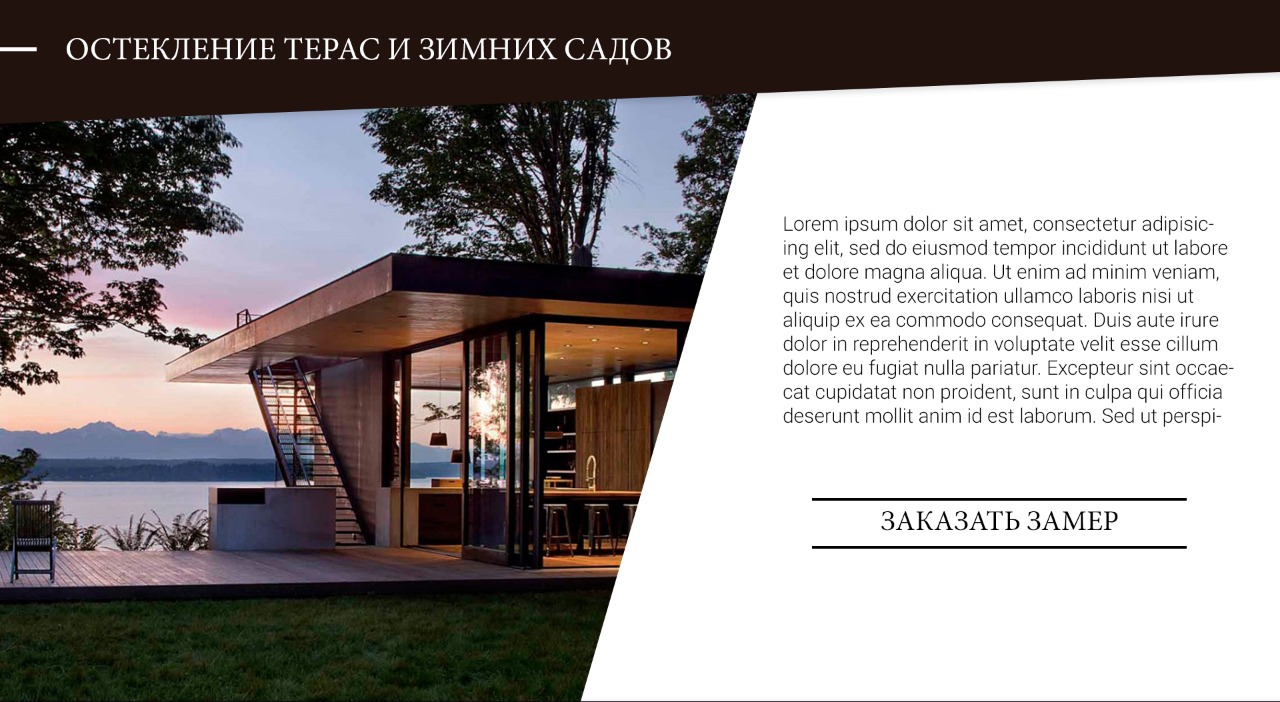 ОСТЕКЛЕНИЕ ТЕРАС И ЗИМНИХ САДОВ
Lorem ipsum dolor sit amet, consectetur adipisic-
ing elit, sed do eiusmod tempor incididunt ut labore
et dolore magna aliqua. Ut enim ad minim veniam,
quis nostrud exercitation ullamco laboris nisi ut
aliquip ex ea commodo consequat. Duis aute irure
dolor in reprehenderit in voluptate velit esse cillum
dolore eu fugiat nulla pariatur. Excepteur sint occae-
cat cupidatat non proident, sunt in culpa qui officia
deserunt mollit anim id est laborum. Sed ut perspi-
ЗАКАЗАТЬ ЗАМЕР